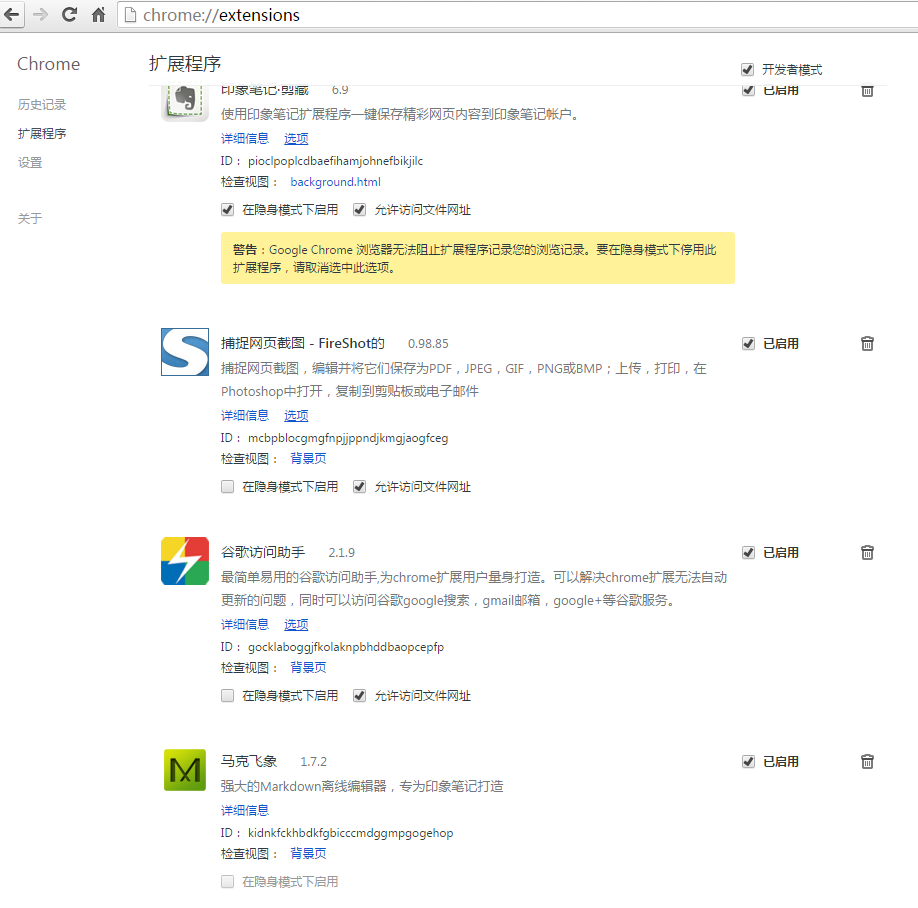 chrome://extensions
Chrome
扩展程序
开发者模式
历史记录
扩展程序
设置
关于
印象笔记·剪藏 6.9 已启用
使用印象笔记扩展程序一键保存精彩网页内容到印象笔记帐户。
详细信息 选项
ID： pioclpoplcdbaefihamjohnefbikjilc
检查视图： background.html
在隐身模式下启用 允许访问文件网址
警告：Google Chrome 浏览器无法阻止扩展程序记录您的浏览记录。要在隐身模式下停用此
扩展程序，请取消选中此选项。
捕捉网页截图 - FireShot的 0.98.85 已启用
捕捉网页截图，编辑并将它们保存为PDF，JPEG，GIF，PNG或BMP；上传，打印，在
Photoshop中打开，复制到剪贴板或电子邮件
详细信息 选项
ID： mcbpblocgmgfnpjjppndjkmgjaogfceg
检查视图： 背景页
在隐身模式下启用 允许访问文件网址
谷歌访问助手 2.1.9 已启用
最简单易用的谷歌访问助手,为chrome扩展用户量身打造。可以解决chrome扩展无法自动
更新的问题，同时可以访问谷歌google搜索，gmail邮箱，google+等谷歌服务。
详细信息 选项
ID： gocklaboggjfkolaknpbhddbaopcepfp
检查视图： 背景页
在隐身模式下启用 允许访问文件网址
M
马克飞象 1.7.2 已启用
强大的Markdown离线编辑器，专为印象笔记打造
详细信息
ID： kidnkfckhbdkfgbicccmdggmpgogehop
检查视图： 背景页
在隐身模式下启用